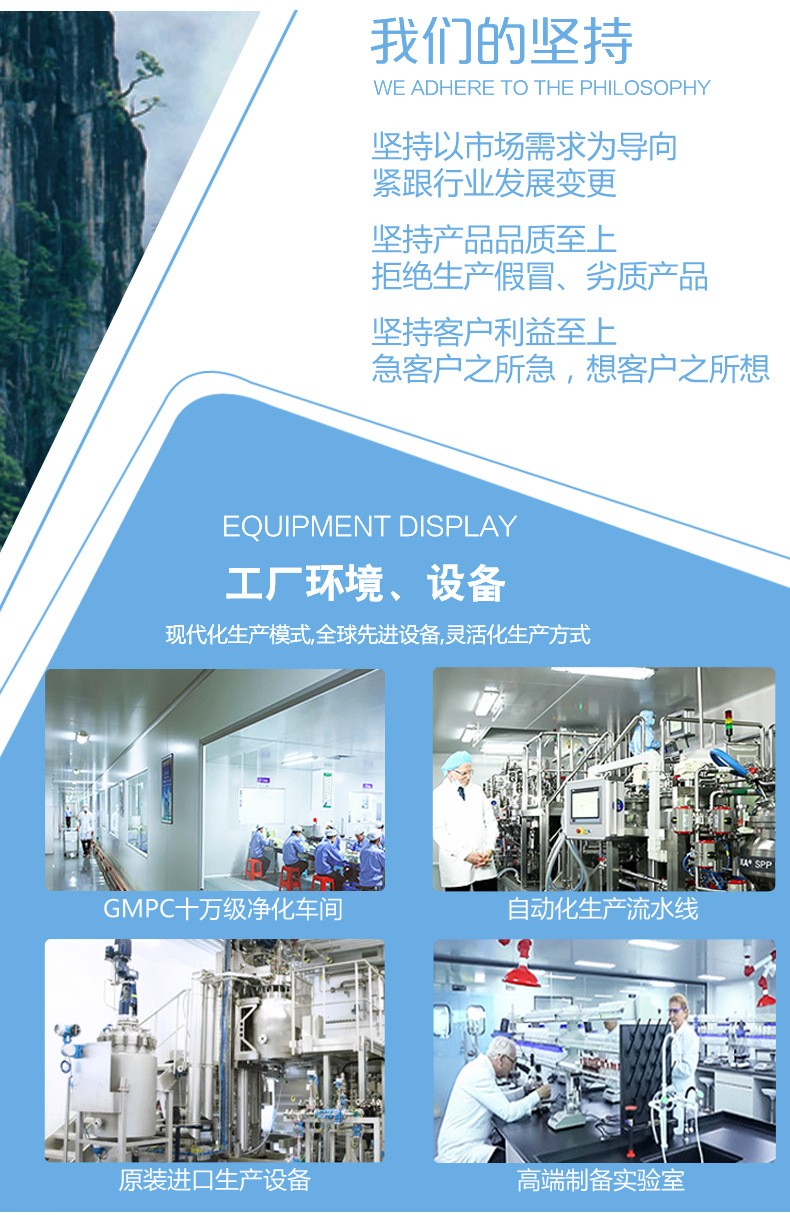 我们的坚持
WE ADHERE TO THE PHILOSOPHY
坚持以市场需求为导向
紧跟行业发展变更
坚持产品品质至上
拒绝生产假冒、劣质产品
坚持客户利益至上
急客户之所急，想客户之所想
EQUIPMENT DISPLAY
工厂环境、设备
现代化生产模式,全球先进设备,灵活化生产方式
SPP
GMPC十万级净化车间
自动化生产流水线
原装进口生产设备
高端制备实验室